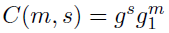 C(m, s) = g^s g_1^m